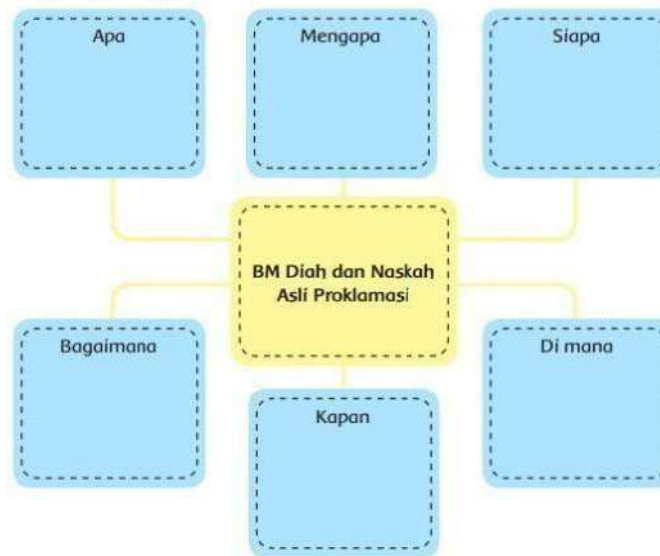 Apa
Mengapa
Siapa
BM Diah dan Naskah
Asli Proklamasi
Bagaimana
Kapan
Di mana